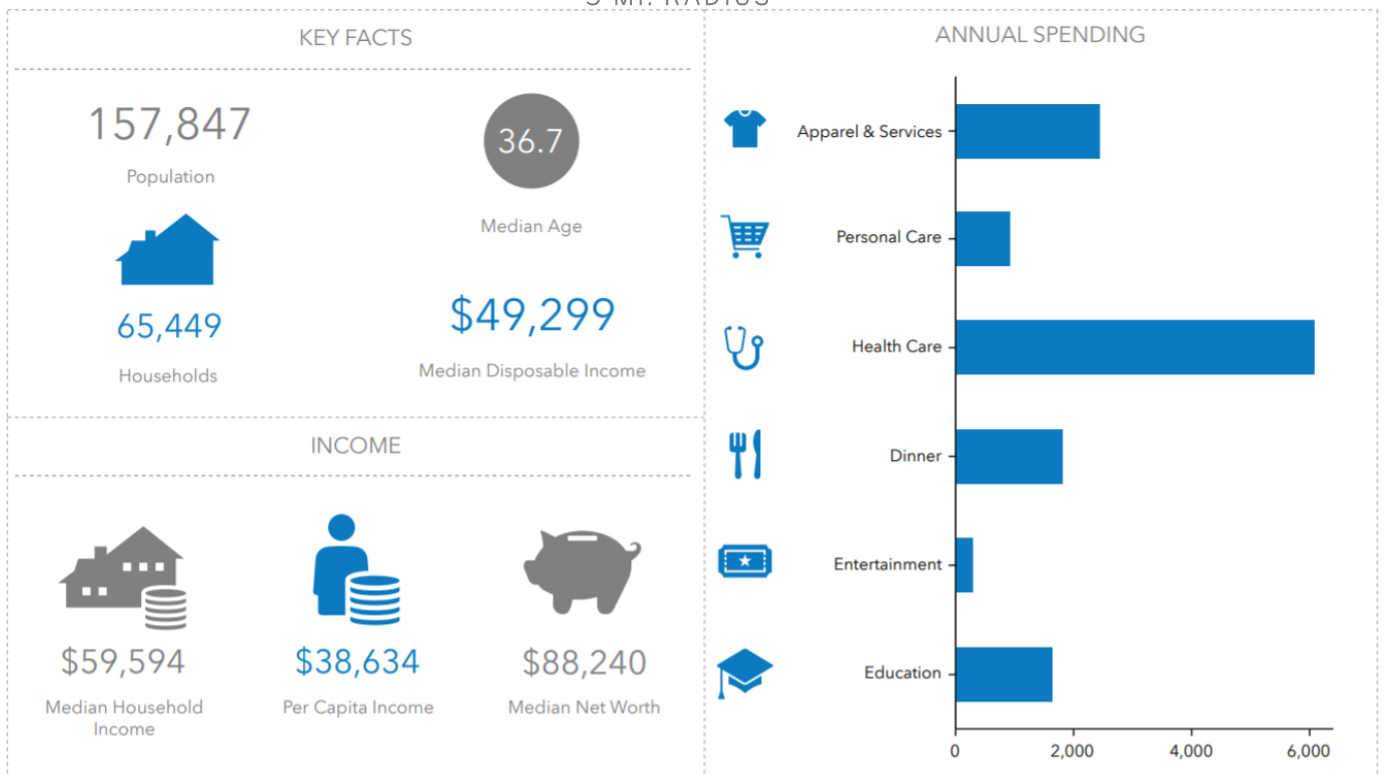 KEY FACTS
157,847
Population
36.7
Median Age
65,449
Households
$49,299
Median Disposable Income
INCOME
$59,594
Median Household
Income
$38,634
Per Capita Income
$88,240
Median Net Worth
ANNUAL SPENDING
Apparel & Services
Personal Care
Health Care
Dinner
Entertainment
Education
0 2,000 4,000 6,000